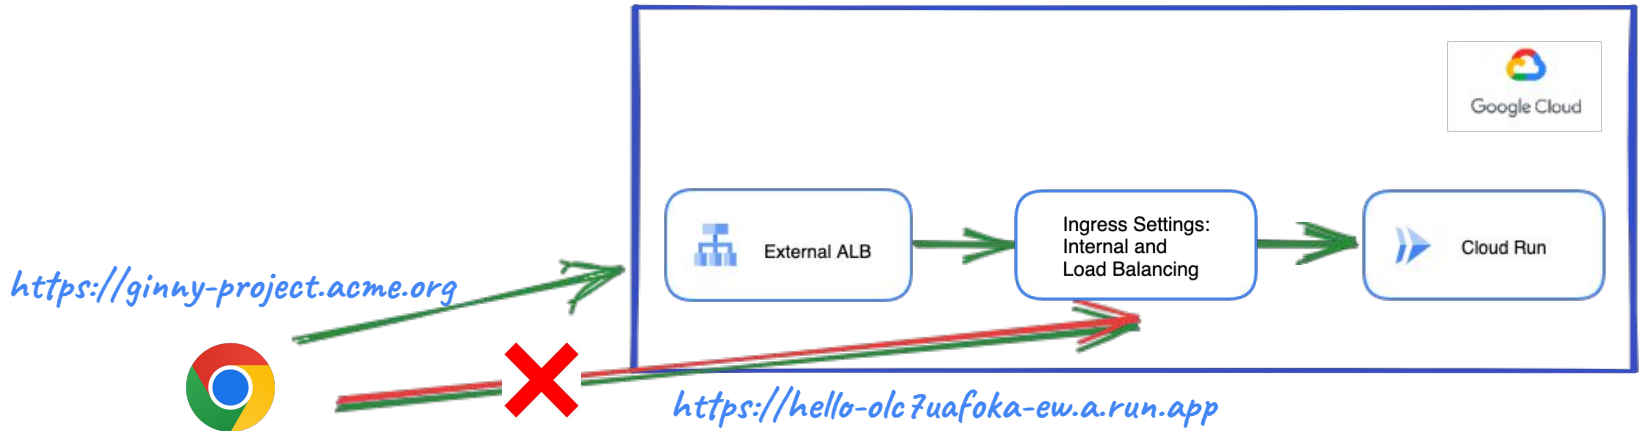 Google Cloud
External ALB
Ingress Settings:
Internal and
Load Balancing
Cloud Run
https://ginny-project.acme.org
https://hello-olc7uafoka-ew.a.run.app